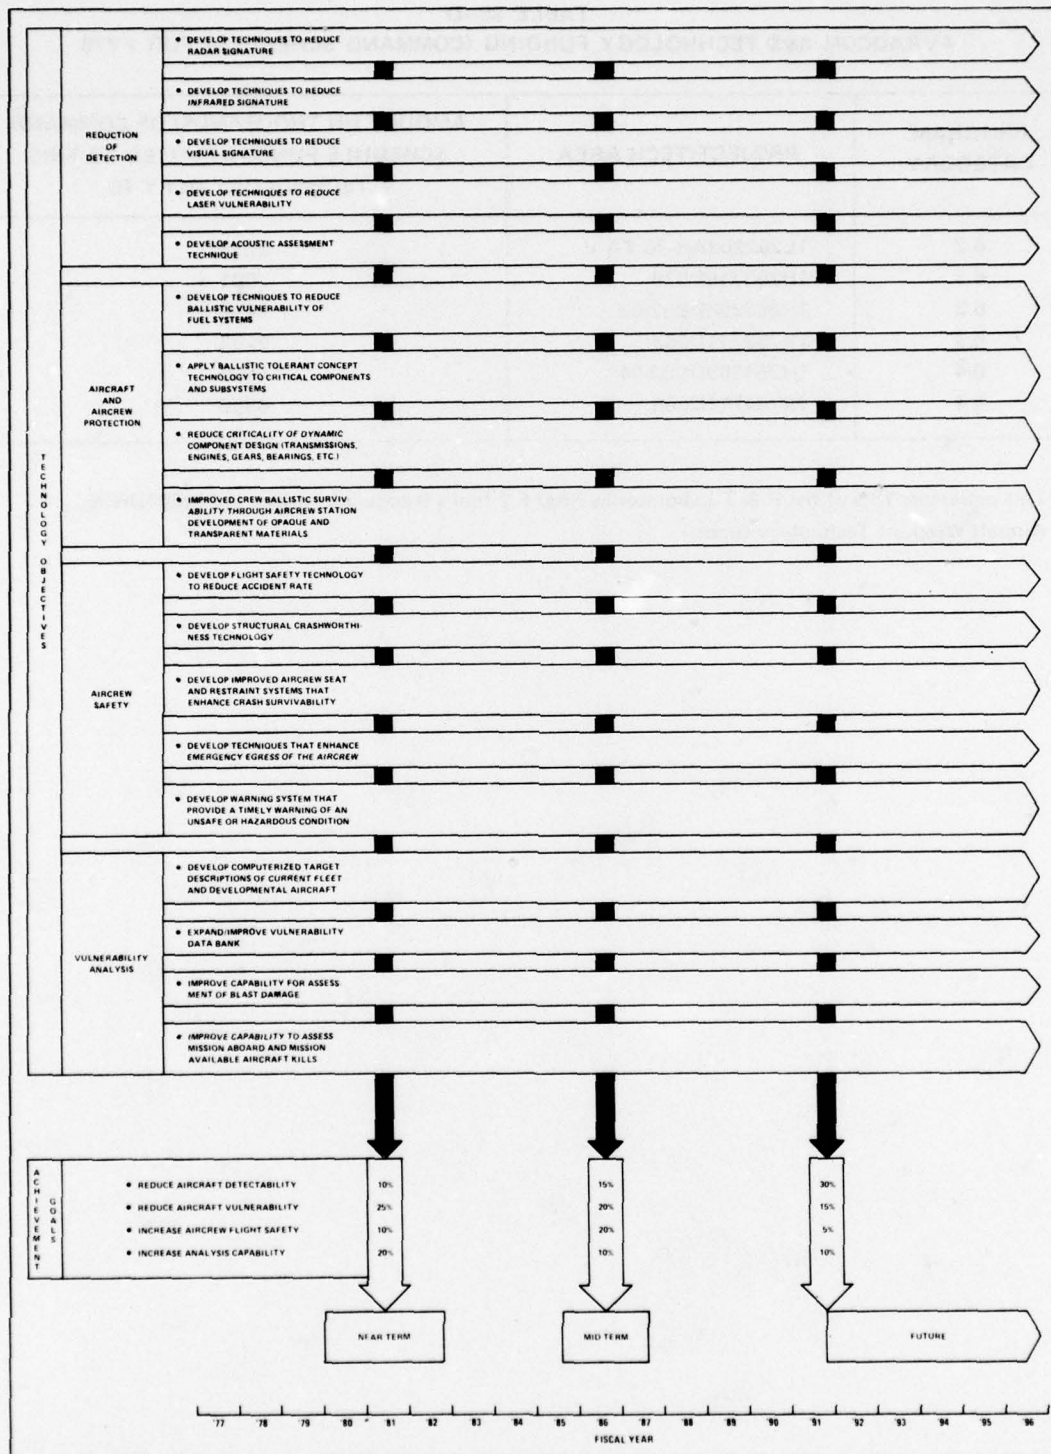 TECHNOLOGY OBJECTIVES
REDUCTION
OF
DETECTION
• DEVELOP TECHNIQUES TO REDUCE
RADAR SIGNATURE
• DEVELOP TECHNIQUES TO REDUCE
INFRARED SIGNATURE
• DEVELOP TECHNIQUES TO REDUCE
VISUAL SIGNATURE
• DEVELOP TECHNIQUES TO REDUCE
LASER VULNERABILITY
• DEVELOP ACOUSTIC ASSESSMENT
TECHNIQUE
AIRCRAFT
AND
AIRCREW
PROTECTION
• DEVELOP TECHNIQUES TO REDUCE
BALLISTIC VULNERABILITY OF
FUEL SYSTEMS
• APPLY BALLISTIC TOLERANT CONCEPT
TECHNOLOGY TO CRITICAL COMPONENTS
AND SUBSYSTEMS
• REDUCE CRITICALITY OF DYNAMIC
COMPONENT DESIGN (TRANSMISSIONS,
ENGINES, GEARS, BEARINGS, ETC.)
• IMPROVED CREW BALLISTIC SURVIV-
ABILITY THROUGH AIRCREW STATION
DEVELOPMENT OF OPAQUE AND
TRANSPARENT MATERIALS
AIRCREW
SAFETY
• DEVELOP FLIGHT SAFETY TECHNOLOGY
TO REDUCE ACCIDENT RATE
• DEVELOP STRUCTURAL CRASHWORTHI-
NESS TECHNOLOGY
• DEVELOP IMPROVED AIRCREW SEAT
AND RESTRAINT SYSTEMS THAT
ENHANCE CRASH SURVIVABILITY
• DEVELOP TECHNIQUES THAT ENHANCE
EMERGENCY EGRESS OF THE AIRCREW
• DEVELOP WARNING SYSTEM THAT
PROVIDE A TIMELY WARNING OF AN
UNSAFE OR HAZARDOUS CONDITION
VULNERABILITY
ANALYSIS
• DEVELOP COMPUTERIZED TARGET
DESCRIPTIONS OF CURRENT FLEET
AND DEVELOPMENTAL AIRCRAFT
• EXPAND/IMPROVE VULNERABILITY
DATA BANK
• IMPROVE CAPABILITY FOR ASSESS
MENT OF BLAST DAMAGE
• IMPROVE CAPABILITY TO ASSESS
MISSION ABOARD AND MISSION
AVAILABLE AIRCRAFT KILLS
ACHIEVEMENT
GOALS
• REDUCE AIRCRAFT DETECTABILITY 10% 15% 30%
• REDUCE AIRCRAFT VULNERABILITY 25% 20% 15%
• INCREASE AIRCREW FLIGHT SAFETY 10% 20% 5%
• INCREASE ANALYSIS CAPABILITY 20% 10% 10%
NEAR TERM MID TERM FUTURE
'77 '78 '79 '80 '81 '82 '83 '84 '85 '86 '87 '88 '89 '90 '91 '92 '93 '94 '95 '96
FISCAL YEAR